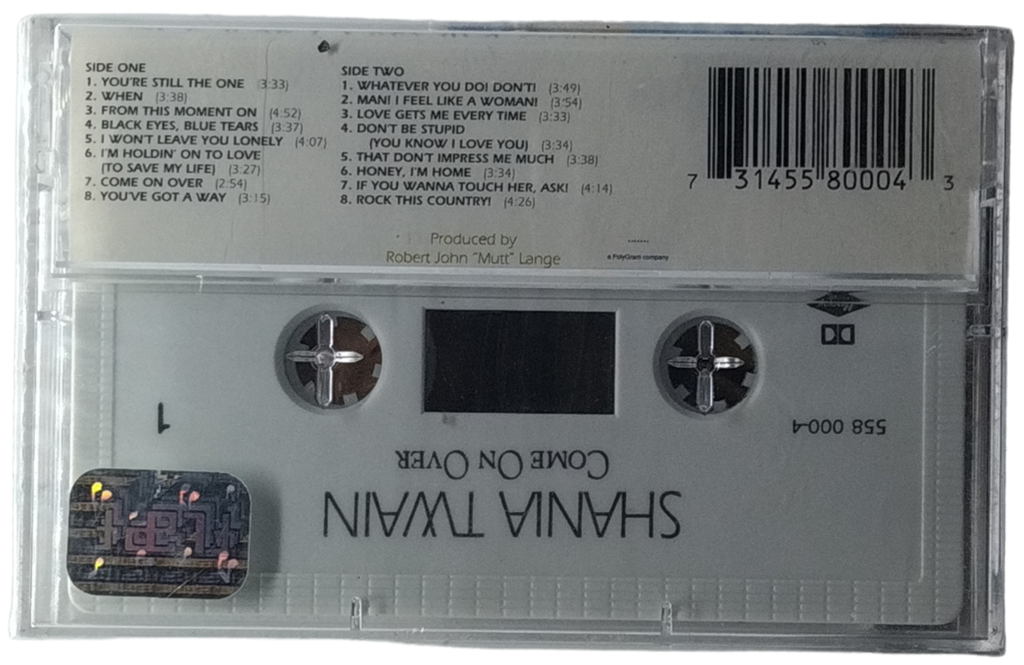 SIDE ONE
1. YOU'RE STILL THE ONE (3:33)
2. WHEN (3:38)
3. FROM THIS MOMENT ON (4:52)
4. BLACK EYES, BLUE TEARS (3:37)
5. I WON'T LEAVE YOU LONELY (4:07)
6. I'M HOLDIN' ON TO LOVE
(TO SAVE MY LIFE) (3:27)
7. COME ON OVER (2:54)
8. YOU'VE GOT A WAY (3:15)
SIDE TWO
1. WHATEVER YOU DO! DON'T! (3:49)
2. MAN! I FEEL LIKE A WOMAN! (3:54)
3. LOVE GETS ME EVERY TIME (3:33)
4. DON'T BE STUPID
(YOU KNOW I LOVE YOU) (3:34)
5. THAT DON'T IMPRESS ME MUCH (3:38)
6. HONEY, I'M HOME (3:34)
7. IF YOU WANNA TOUCH HER, ASK! (4:14)
8. ROCK THIS COUNTRY! (4:26)
Produced by
Robert John "Mutt" Lange
a PolyGram company
7 31455 80004 3
1
558 000-4
COME ON OVER
SHANIA TWAIN